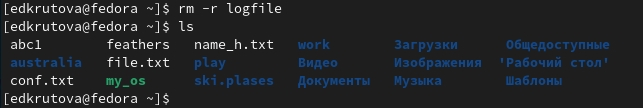 [edkrutova@fedora ~]$ rm -r logfile
[edkrutova@fedora ~]$ ls
abc1 feathers name_h.txt work Загрузки Общедоступные
australia file.txt play Видео Изображения 'Рабочий стол'
conf.txt my_os ski.plases Документы Музыка Шаблоны
[edkrutova@fedora ~]$